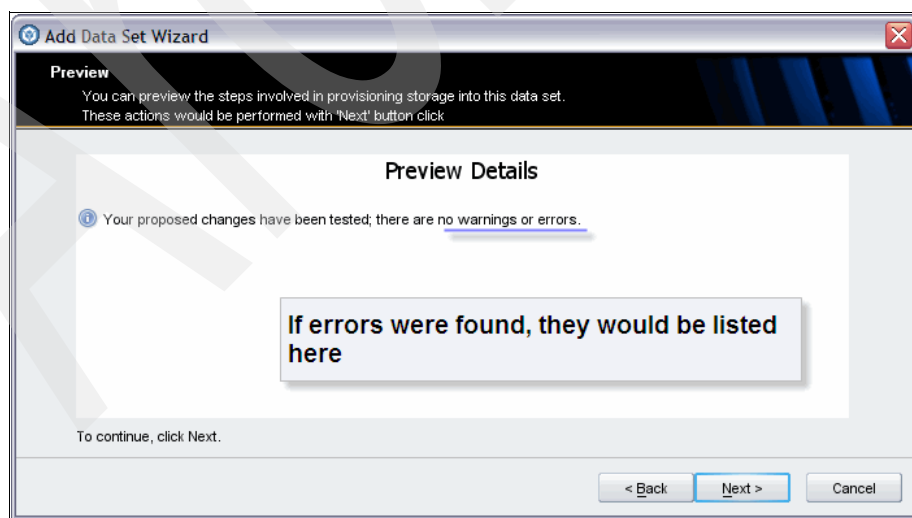 Add Data Set Wizard
Preview
You can preview the steps involved in provisioning storage into this data set.
These actions would be performed with 'Next' button click
Preview Details
Your proposed changes have been tested; there are no warnings or errors.
If errors were found, they would be listed
here
To continue, click Next.
< Back Next > Cancel